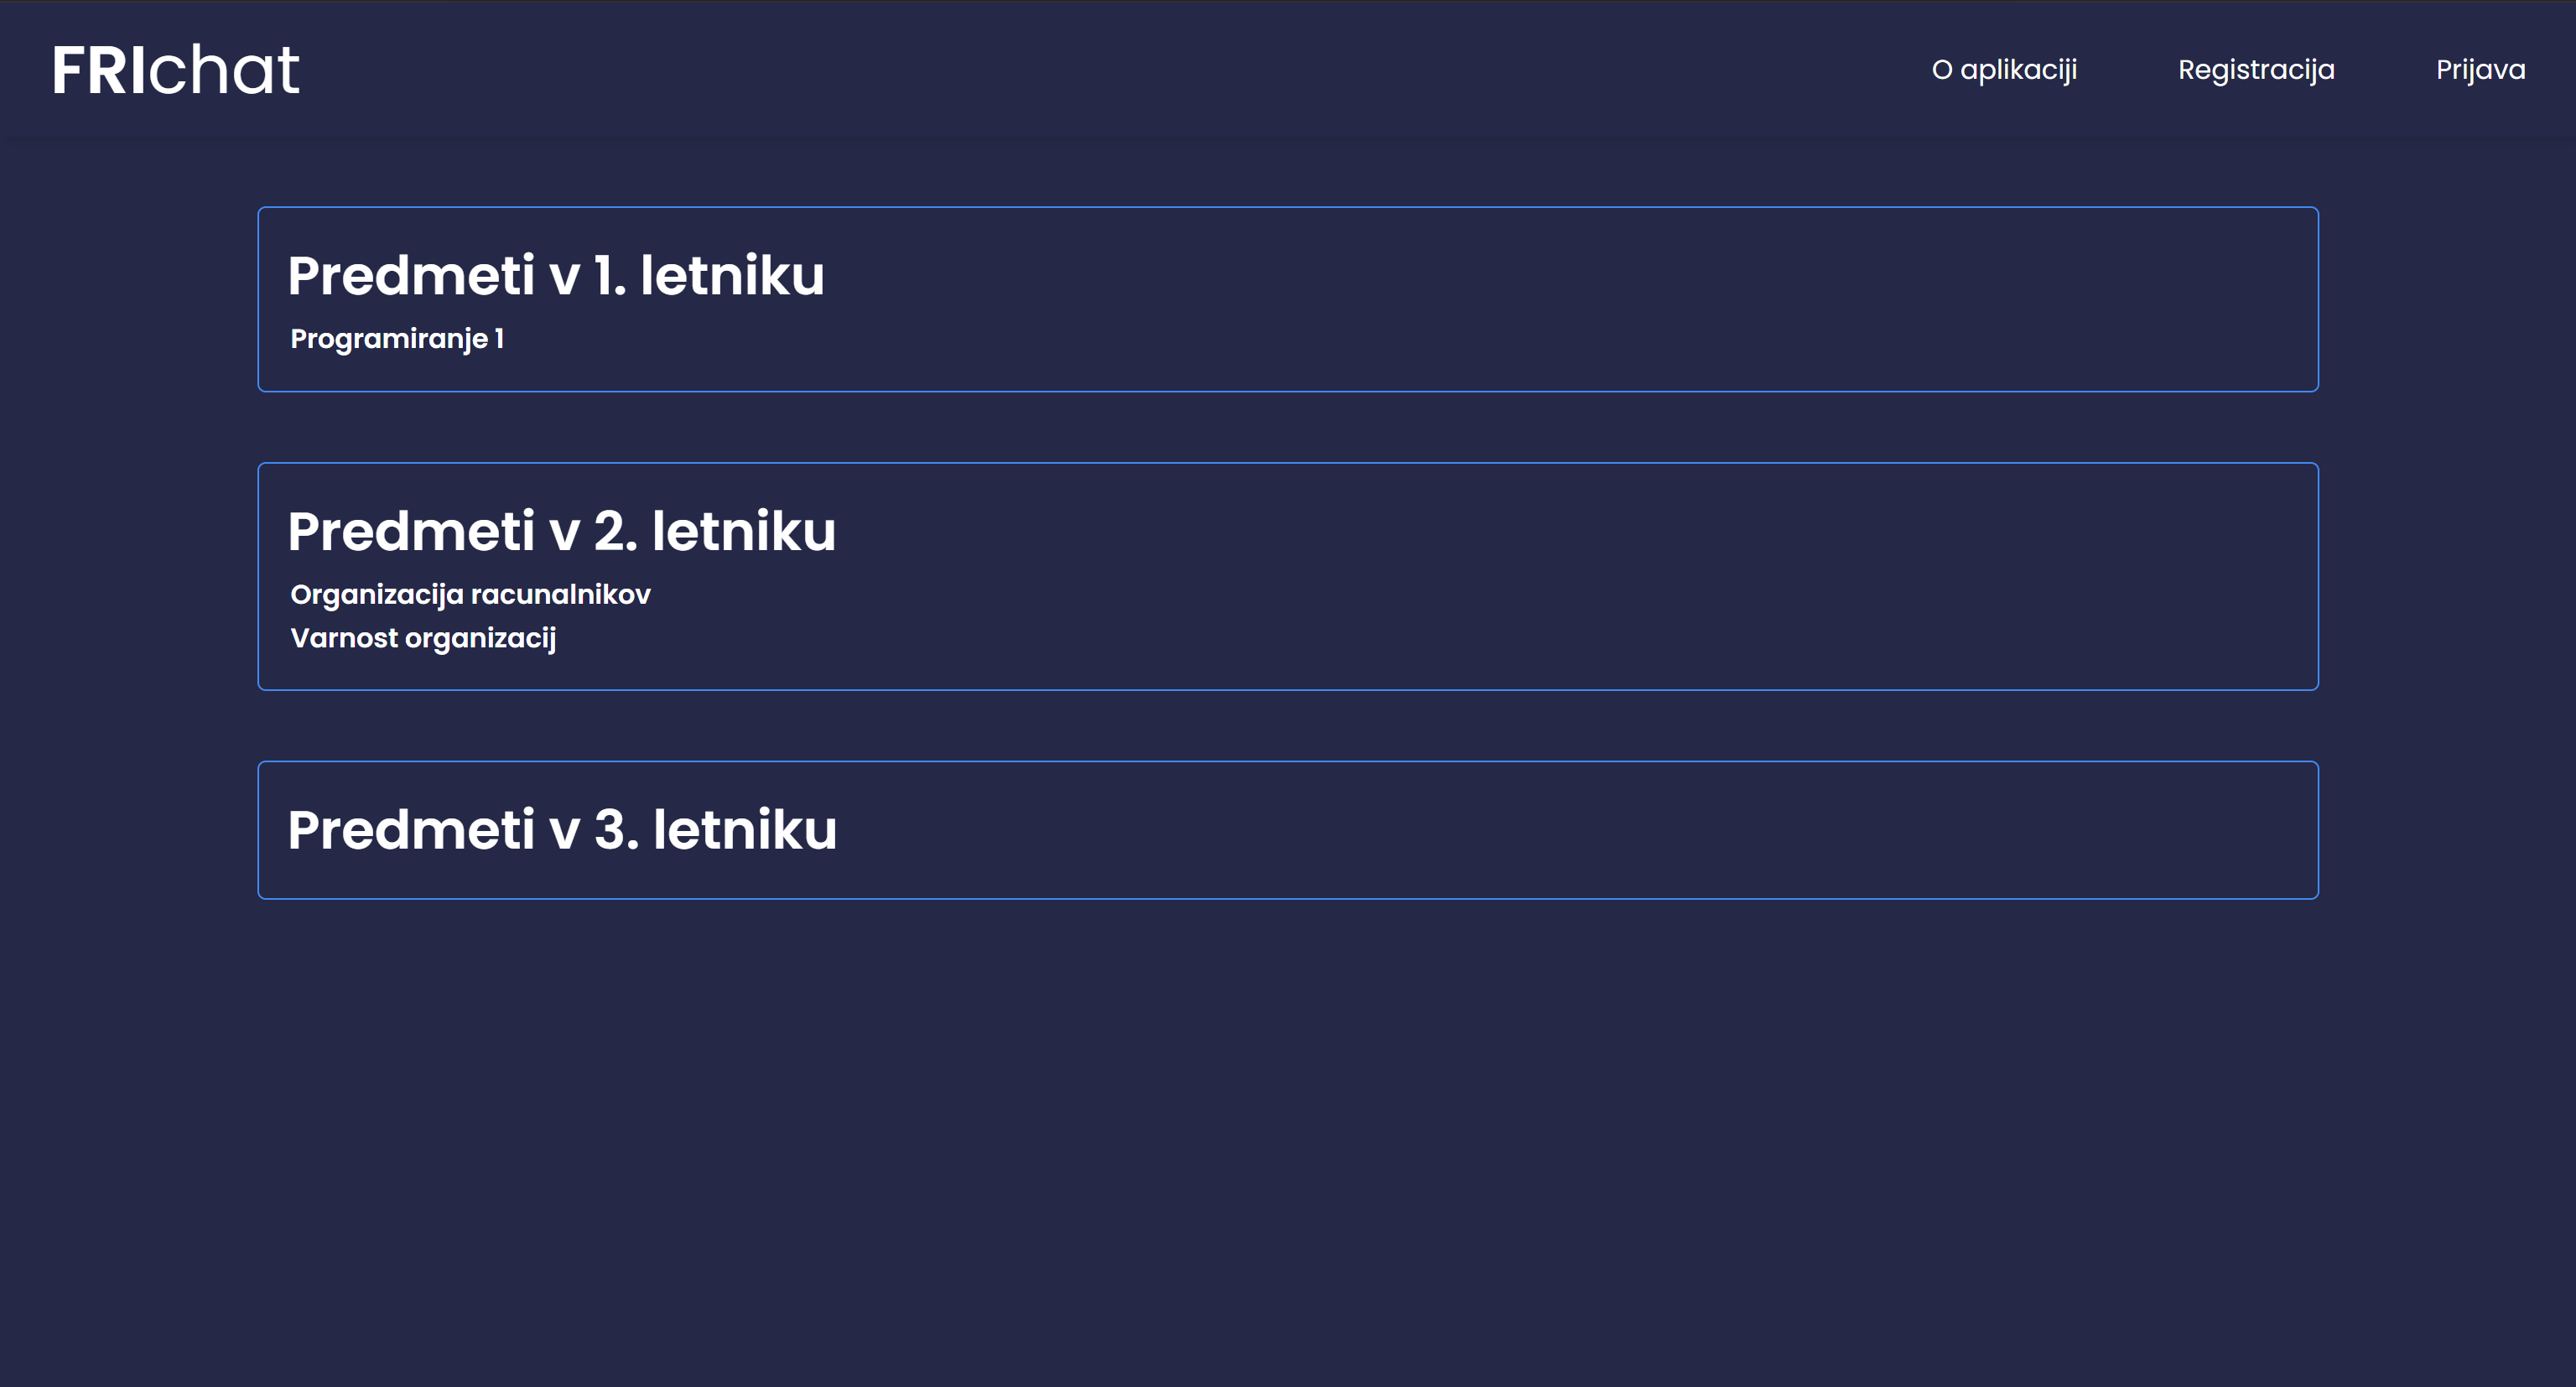 FRIchat
O aplikaciji
Registracija
Prijava
Predmeti v 1. letniku
Programiranje 1
Predmeti v 2. letniku
Organizacija racunalnikov
Varnost organizacij
Predmeti v 3. letniku